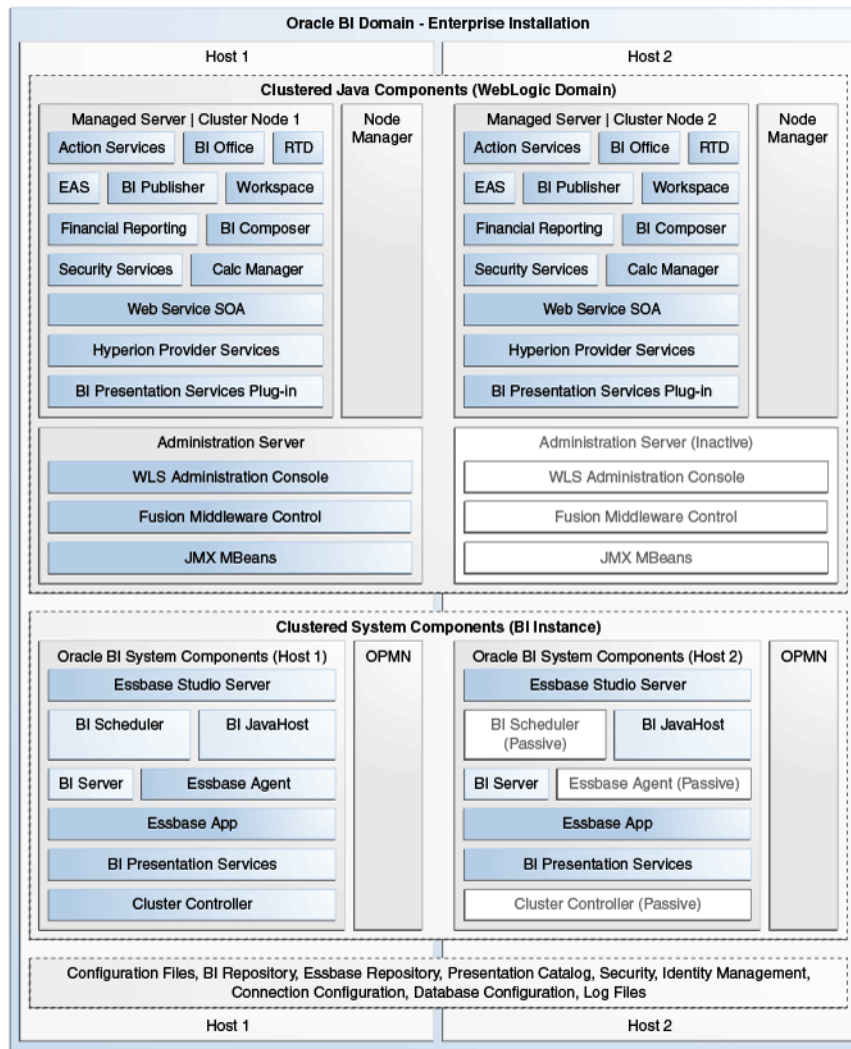 Oracle BI Domain - Enterprise Installation
Host 1
Host 2
Clustered Java Components (WebLogic Domain)
Managed Server | Cluster Node 1
Action Services
BI Office
RTD
EAS
BI Publisher
Workspace
Financial Reporting
BI Composer
Security Services
Calc Manager
Web Service SOA
Hyperion Provider Services
BI Presentation Services Plug-in
Node
Manager
Managed Server | Cluster Node 2
Action Services
BI Office
RTD
EAS
BI Publisher
Workspace
Financial Reporting
BI Composer
Security Services
Calc Manager
Web Service SOA
Hyperion Provider Services
BI Presentation Services Plug-in
Node
Manager
Administration Server
WLS Administration Console
Fusion Middleware Control
JMX MBeans
Administration Server (Inactive)
WLS Administration Console
Fusion Middleware Control
JMX MBeans
Clustered System Components (BI Instance)
Oracle BI System Components (Host 1)
Essbase Studio Server
BI Scheduler
BI JavaHost
BI Server
Essbase Agent
Essbase App
BI Presentation Services
Cluster Controller
OPMN
Oracle BI System Components (Host 2)
Essbase Studio Server
BI Scheduler
(Passive)
BI JavaHost
BI Server
Essbase Agent (Passive)
Essbase App
BI Presentation Services
Cluster Controller (Passive)
OPMN
Configuration Files, BI Repository, Essbase Repository, Presentation Catalog, Security, Identity Management,
Connection Configuration, Database Configuration, Log Files
Host 1
Host 2